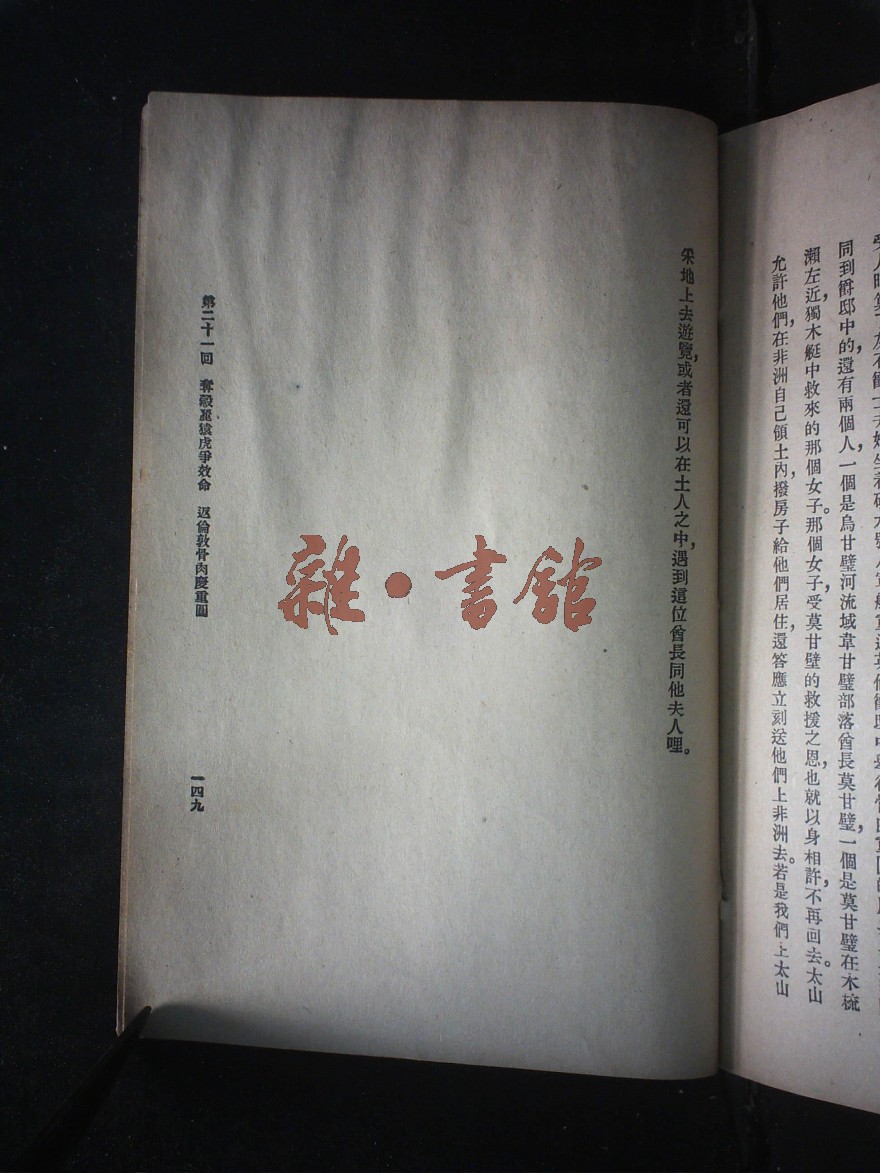 同到爵邸中的，還有兩個人，一個是烏甘璧河流域韋甘璧部落酋長莫甘璧，一個是莫甘璧在木梳
瀨左近，獨木艇中救來的那個女子。那個女子，受莫甘壁的救援之恩，也就以身相許，不再回去。太山
允許他們，在非洲自己領土內，撥房子給他們居住，還答應立刻送他們上非洲去。若是我們上太山
采地上去遊覽，或者還可以在土人之中，遇到這位酋長同他夫人哩。
第二十一回 奪殺麗猿虎爭效命 返倫敦骨肉慶重圓
一四九
雜·書館